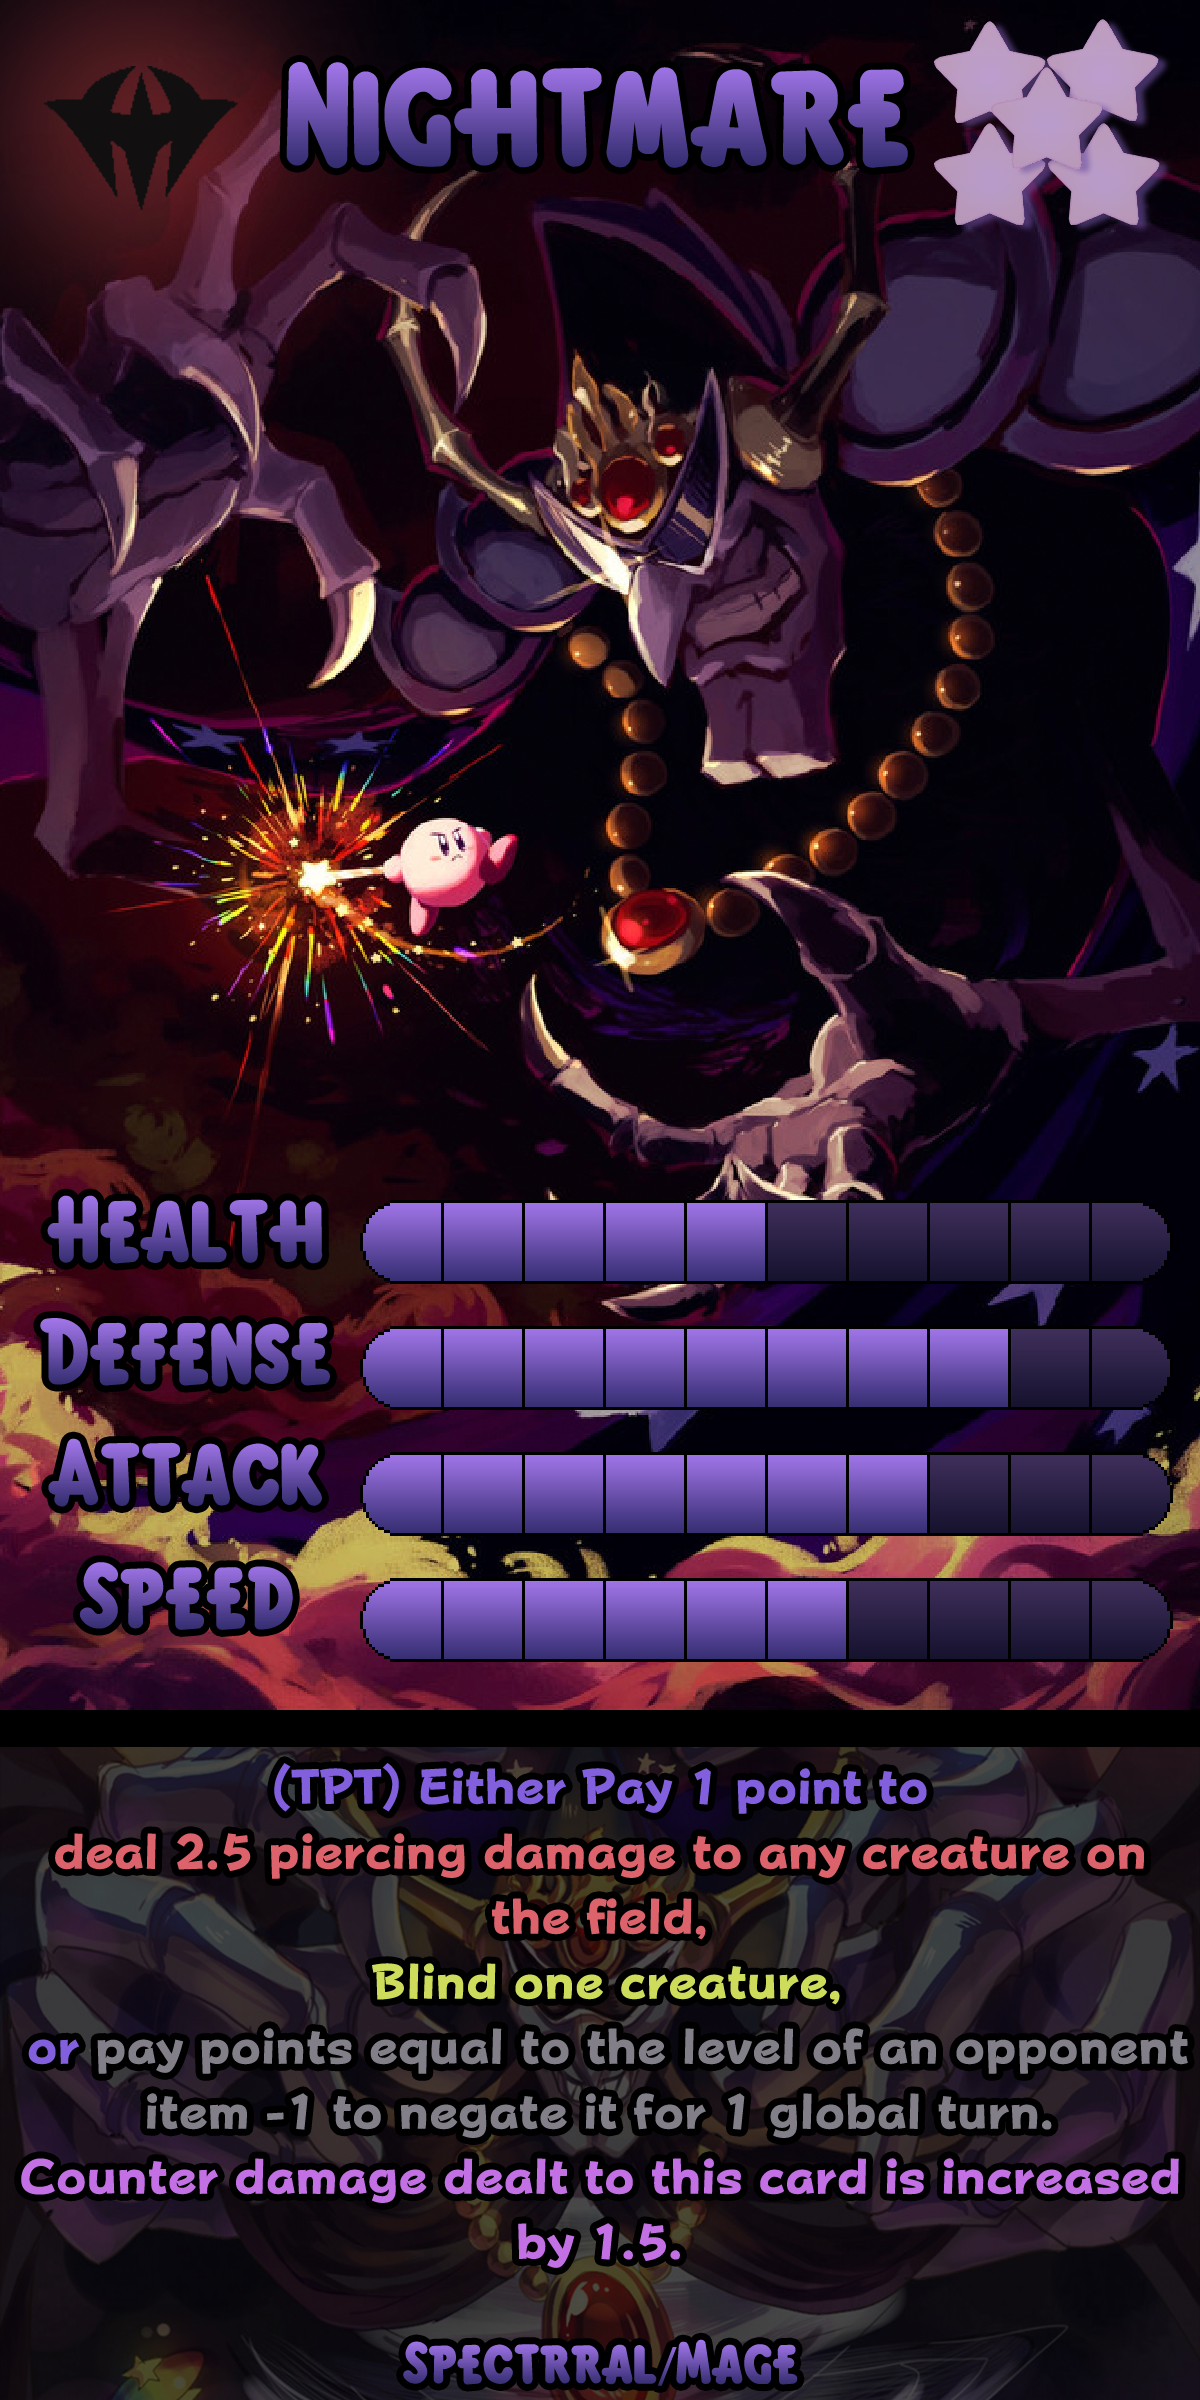 NIGHTMARE
HEALTH
DEFENSE
ATTACK
SPEED
(TPT) Either Pay 1 point to
deal 2.5 piercing damage to any creature on
the field,
Blind one creature,
or pay points equal to the level of an opponent
item -1 to negate it for 1 global turn.
Counter damage dealt to this card is increased
by 1.5.
SPECTRRAL/MAGE